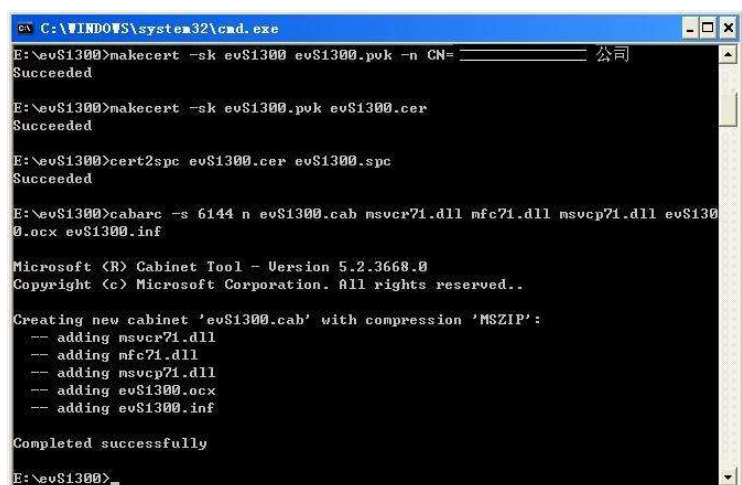 C:\WINDOWS\system32\cmd.exe
E:\evS1300>makecert -sk evS1300 evS1300.pvk -n CN= 公司
Succeeded
E:\evS1300>makecert -sk evS1300.pvk evS1300.cer
Succeeded
E:\evS1300>cert2spc evS1300.cer evS1300.spc
Succeeded
E:\evS1300>cabarc -s 6144 n evS1300.cab msvcr71.dll mfc71.dll msvcp71.dll evS130
0.ocx evS1300.inf
Microsoft (R) Cabinet Tool - Version 5.2.3668.0
Copyright (c) Microsoft Corporation. All rights reserved..
Creating new cabinet 'evS1300.cab' with compression 'MSZIP':
-- adding msvcr71.dll
-- adding mfc71.dll
-- adding msvcp71.dll
-- adding evS1300.ocx
-- adding evS1300.inf
Completed successfully
E:\evS1300>_